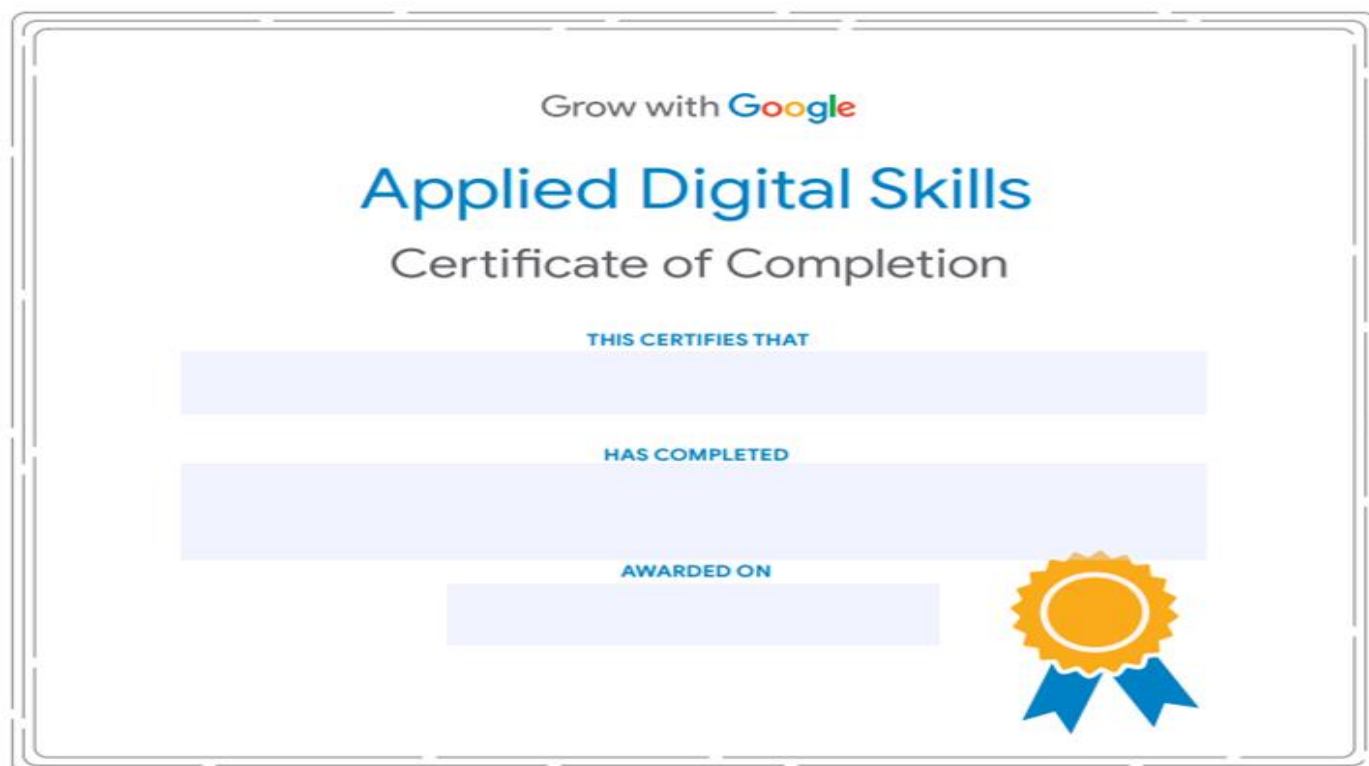 Grow with Google
Applied Digital Skills
Certificate of Completion
THIS CERTIFIES THAT
HAS COMPLETED
AWARDED ON